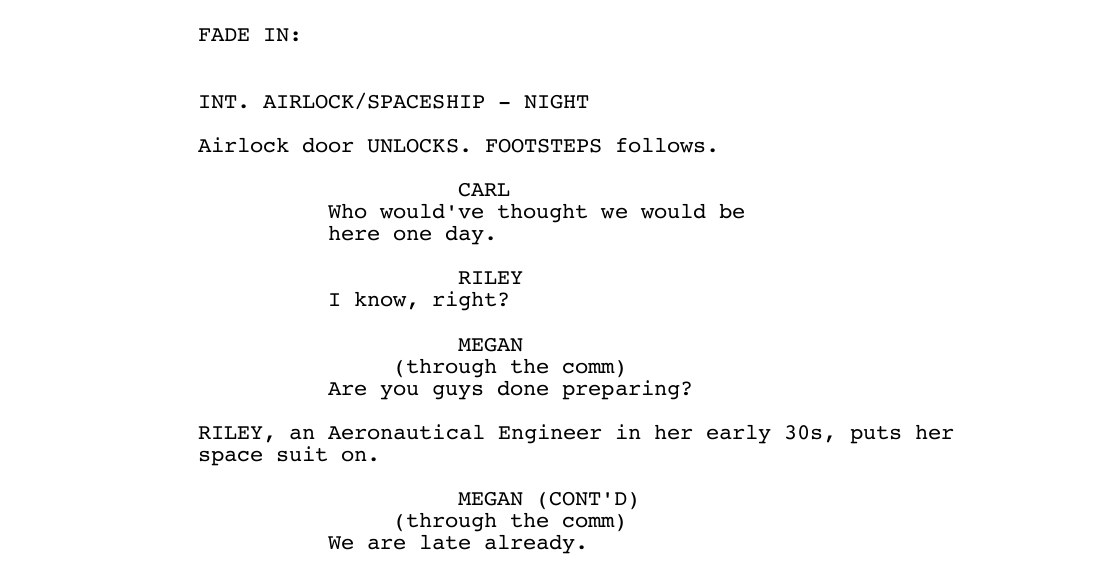 FADE IN:
INT. AIRLOCK/SPACESHIP - NIGHT
Airlock door UNLOCKS. FOOTSTEPS follows.
CARL
Who would've thought we would be
here one day.
RILEY
I know, right?
MEGAN
(through the comm)
Are you guys done preparing?
RILEY, an Aeronautical Engineer in her early 30s, puts her
space suit on.
MEGAN (CONT'D)
(through the comm)
We are late already.